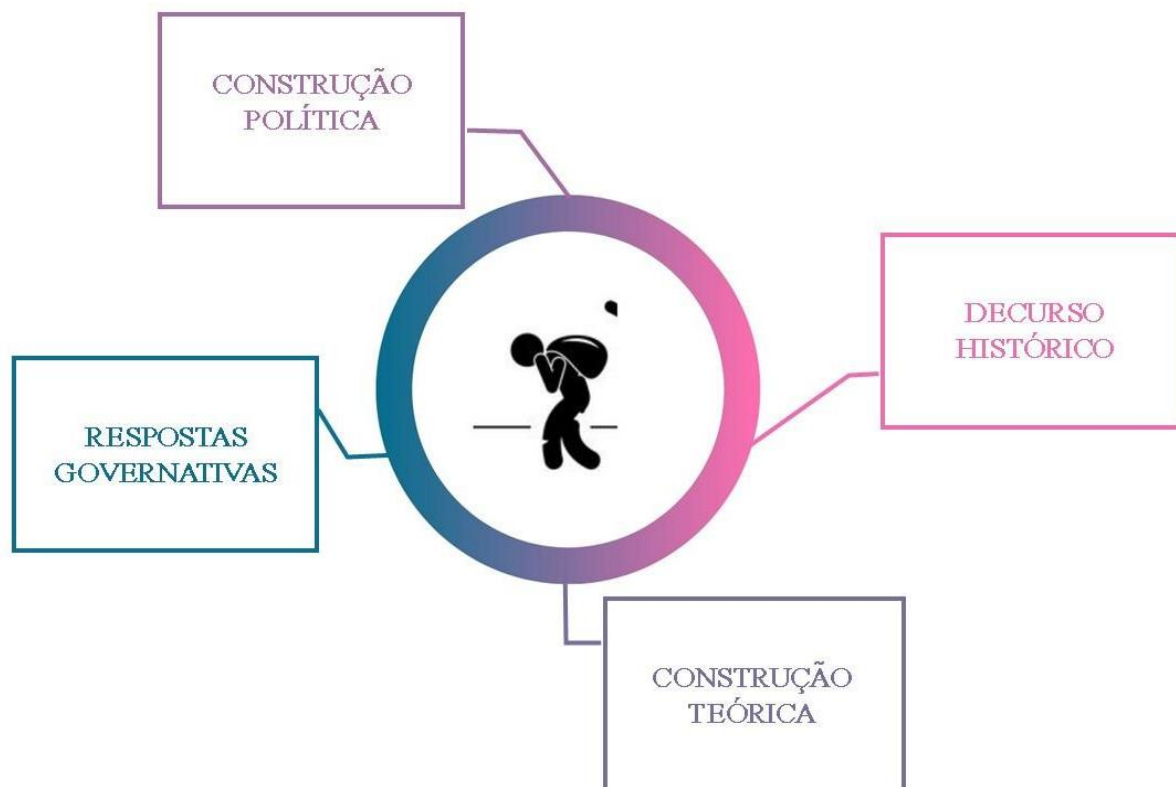 CONSTRUÇÃO
POLÍTICA
DECURSO
HISTÓRICO
RESPOSTAS
GOVERNATIVAS
CONSTRUÇÃO
TEÓRICA